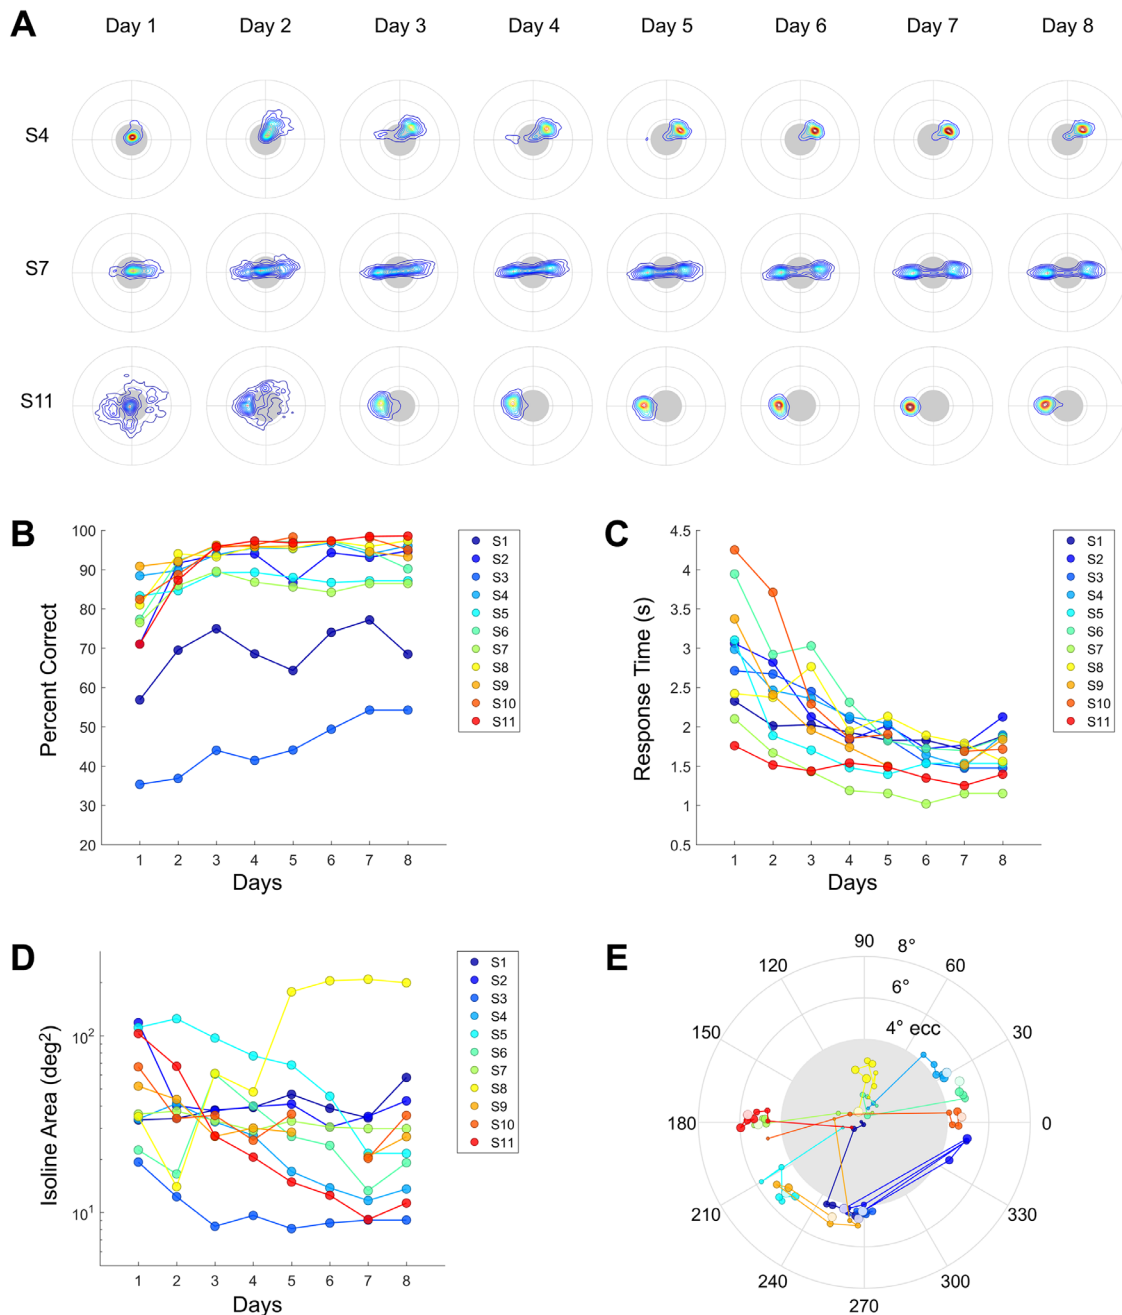 A
Day 1 Day 2 Day 3 Day 4 Day 5 Day 6 Day 7 Day 8
S4
S7
S11
B
Percent Correct
100
90
80
70
60
50
40
30
20
1 2 3 4 5 6 7 8
Days
S1
S2
S3
S4
S5
S6
S7
S8
S9
S10
S11
C
Response Time (s)
4.5
4
3.5
3
2.5
2
1.5
1
0.5
1 2 3 4 5 6 7 8
Days
S1
S2
S3
S4
S5
S6
S7
S8
S9
S10
S11
D
Isoline Area (deg²)
10²
10¹
1 2 3 4 5 6 7 8
Days
S1
S2
S3
S4
S5
S6
S7
S8
S9
S10
S11
E
90
8°
120
60
6°
150
4° ecc
30
180
0
210
330
240
300
270